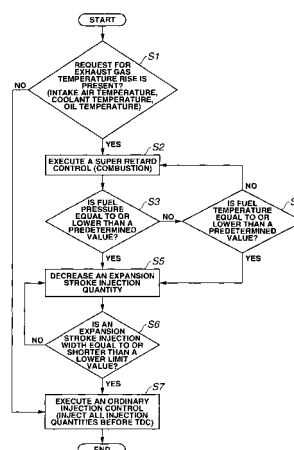 START
S1
REQUEST FOR
EXHAUST GAS
TEMPERATURE RISE IS
PRESENT?
(INTAKE AIR TEMPERATURE,
COOLANT TEMPERATURE,
OIL TEMPERATURE)
NO
YES
S2
EXECUTE A SUPER RETARD
CONTROL (COMBUSTION)
NO
S3
IS FUEL
PRESSURE
EQUAL TO OR
LOWER THAN A
PREDETERMINED
VALUE?
NO
IS FUEL
TEMPERATURE
EQUAL TO OR
LOWER THAN A
PREDETERMINED
VALUE?
YES
YES
S5
DECREASE AN EXPANSION
STROKE INJECTION
QUANTITY
S6
IS AN
EXPANSION
STROKE INJECTION
WIDTH EQUAL TO OR
SHORTER THAN A
LOWER LIMIT
VALUE?
NO
YES
S7
EXECUTE AN ORDINARY
INJECTION CONTROL
(INJECT ALL INJECTION
QUANTITIES BEFORE TDC)
END